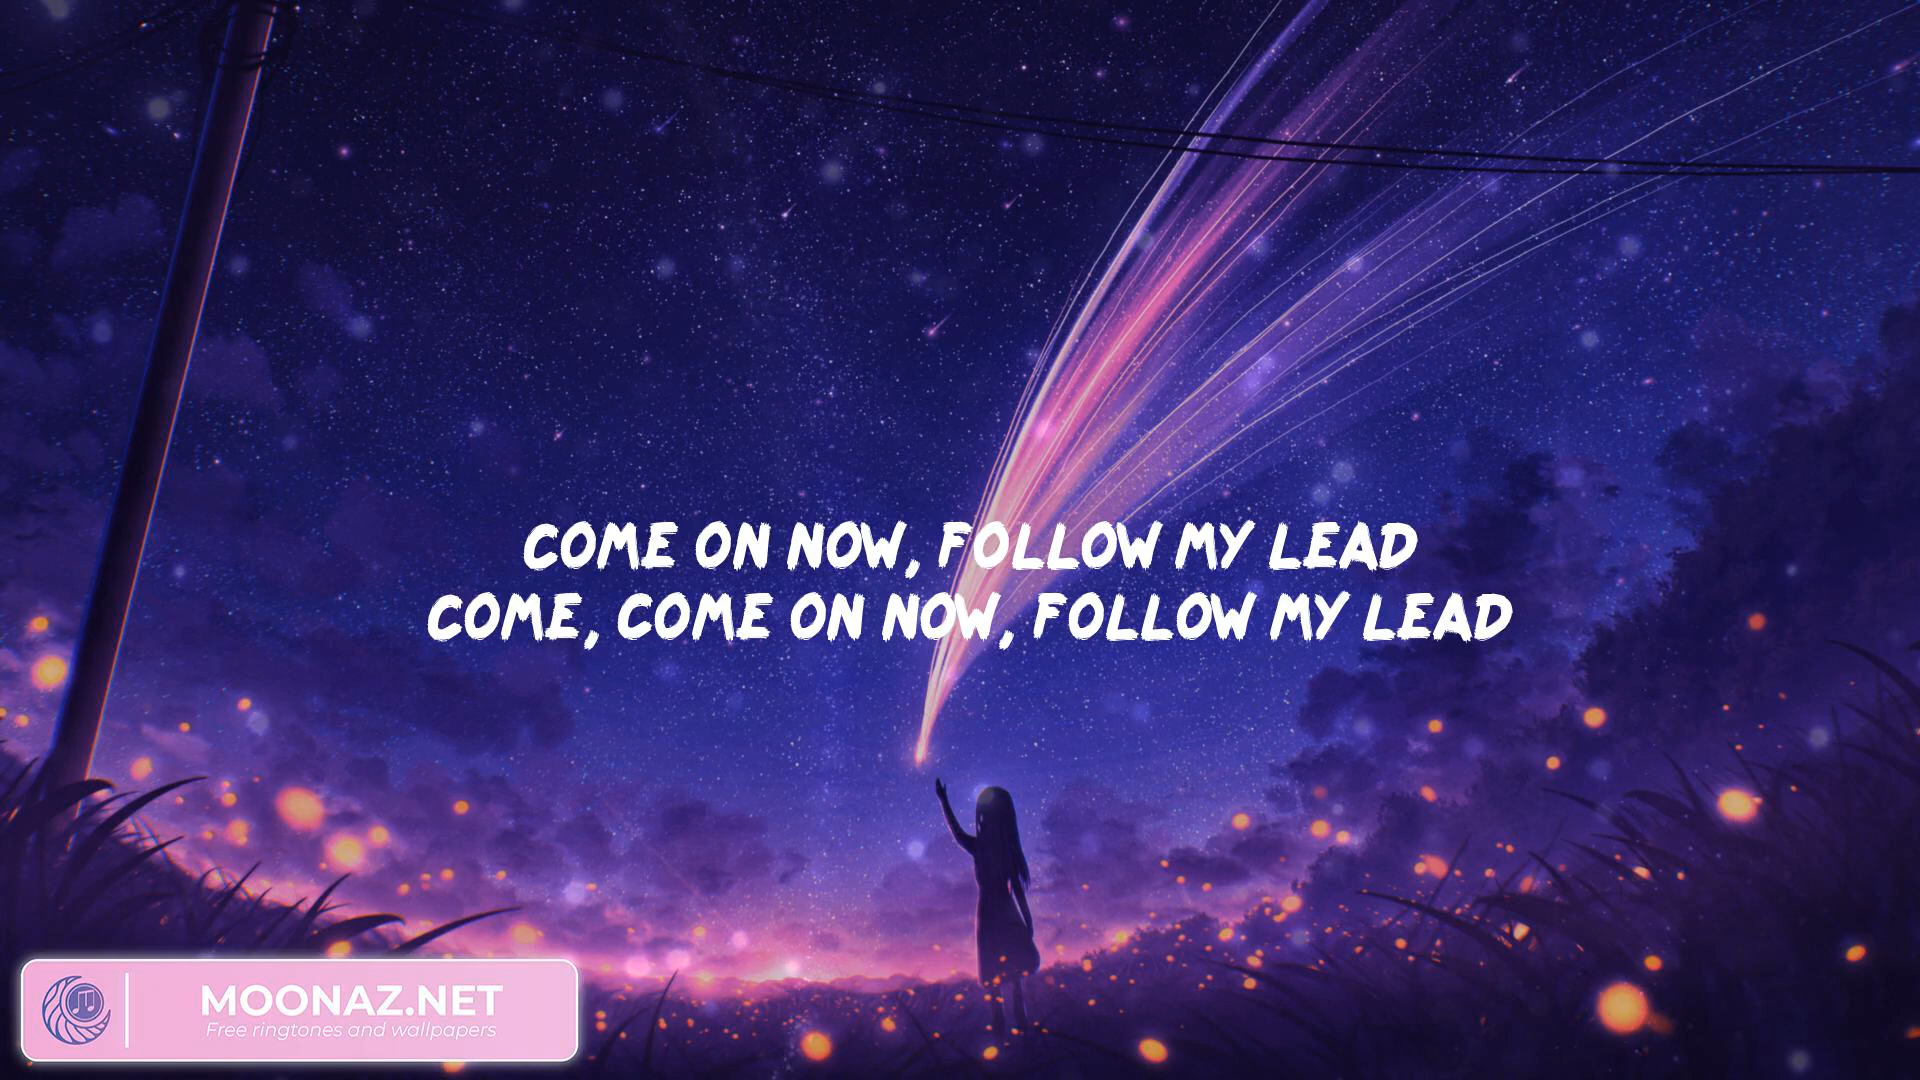 COME ON NOW, FOLLOW MY LEAD
COME, COME ON NOW, FOLLOW MY LEAD
MOONAZ.NET
Free ringtones and wallpapers